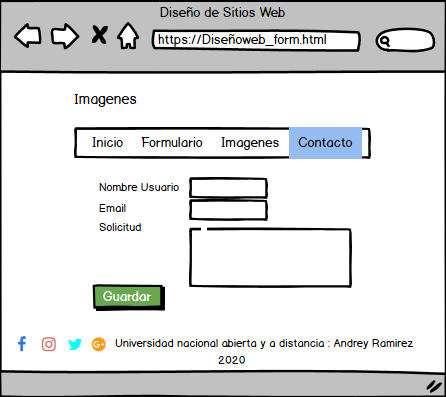 Diseño de Sitios Web
https://Diseñoweb_form.html
Imagenes
Inicio Formulario Imagenes Contacto
Nombre Usuario
Email
Solicitud
Guardar
Universidad nacional abierta y a distancia : Andrey Ramirez
2020